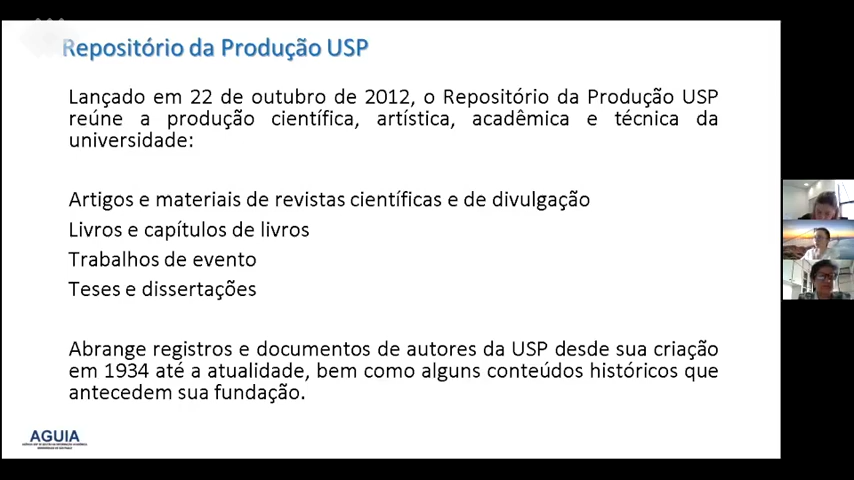 Repositório da Produção USP
Lançado em 22 de outubro de 2012, o Repositório da Produção USP
reúne a produção científica, artística, acadêmica e técnica da
universidade:
Artigos e materiais de revistas científicas e de divulgação
Livros e capítulos de livros
Trabalhos de evento
Teses e dissertações
Abrange registros e documentos de autores da USP desde sua criação
em 1934 até a atualidade, bem como alguns conteúdos históricos que
antecedem sua fundação.
AGUIA